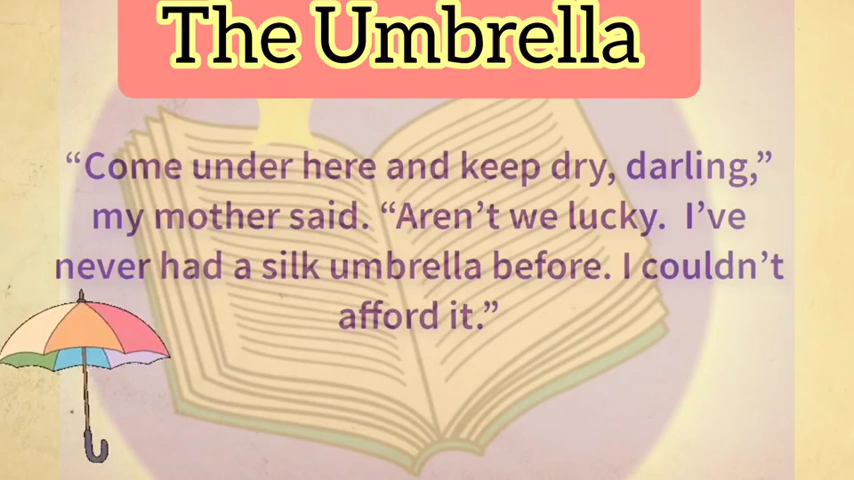 The Umbrella
“Come under here and keep dry, darling,”
my mother said. “Aren’t we lucky.  I’ve
never had a silk umbrella before. I couldn’t
afford it.”